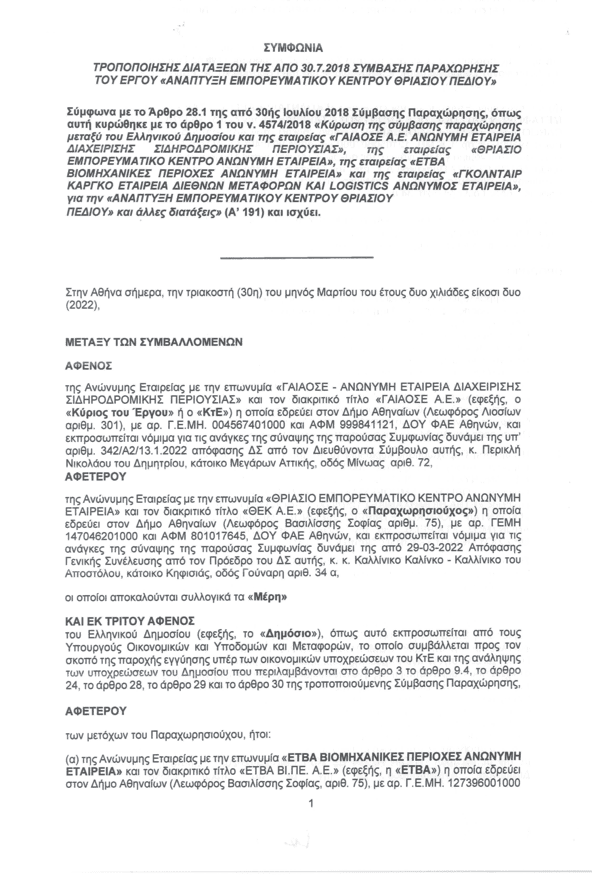 ΣΥΜΦΩΝΙΑ
ΤΡΟΠΟΠΟΙΗΣΗΣ ΔΙΑΤΑΞΕΩΝ ΤΗΣ ΑΠΟ 30.7.2018 ΣΥΜΒΑΣΗΣ ΠΑΡΑΧΩΡΗΣΗΣ
ΤΟΥ ΕΡΓΟΥ «ΑΝΑΠΤΥΞΗ ΕΜΠΟΡΕΥΜΑΤΙΚΟΥ ΚΕΝΤΡΟΥ ΘΡΙΑΣΙΟΥ ΠΕΔΙΟΥ»
Σύμφωνα με το Άρθρο 28.1 της από 30ής Ιουλίου 2018 Σύμβασης Παραχώρησης, όπως
αυτή κυρώθηκε με το άρθρο 1 του ν. 4574/2018 «Κύρωση της σύμβασης παραχώρησης
μεταξύ του Ελληνικού Δημοσίου και της εταιρείας «ΓΑΙΑΟΣΕ Α.Ε. ΑΝΩΝΥΜΗ ΕΤΑΙΡΕΙΑ
ΔΙΑΧΕΙΡΙΣΗΣ ΣΙΔΗΡΟΔΡΟΜΙΚΗΣ ΠΕΡΙΟΥΣΙΑΣ», της εταιρείας «ΘΡΙΑΣΙΟ
ΕΜΠΟΡΕΥΜΑΤΙΚΟ ΚΕΝΤΡΟ ΑΝΩΝΥΜΗ ΕΤΑΙΡΕΙΑ», της εταιρείας «ΕΤΒΑ
ΒΙΟΜΗΧΑΝΙΚΕΣ ΠΕΡΙΟΧΕΣ ΑΝΩΝΥΜΗ ΕΤΑΙΡΕΙΑ» και της εταιρείας «ΓΚΟΛΝΤΑΙΡ
ΚΑΡΓΚΟ ΕΤΑΙΡΕΙΑ ΔΙΕΘΝΩΝ ΜΕΤΑΦΟΡΩΝ ΚΑΙ LOGISTICS ΑΝΩΝΥΜΟΣ ΕΤΑΙΡΕΙΑ»,
για την «ΑΝΑΠΤΥΞΗ ΕΜΠΟΡΕΥΜΑΤΙΚΟΥ ΚΕΝΤΡΟΥ ΘΡΙΑΣΙΟΥ
ΠΕΔΙΟΥ» και άλλες διατάξεις» (Α' 191) και ισχύει.
Στην Αθήνα σήμερα, την τριακοστή (30η) του μηνός Μαρτίου του έτους δυο χιλιάδες είκοσι δυο
(2022),
ΜΕΤΑΞΥ ΤΩΝ ΣΥΜΒΑΛΛΟΜΕΝΩΝ
ΑΦΕΝΟΣ
της Ανώνυμης Εταιρείας με την επωνυμία «ΓΑΙΑΟΣΕ - ΑΝΩΝΥΜΗ ΕΤΑΙΡΕΙΑ ΔΙΑΧΕΙΡΙΣΗΣ
ΣΙΔΗΡΟΔΡΟΜΙΚΗΣ ΠΕΡΙΟΥΣΙΑΣ» και τον διακριτικό τίτλο «ΓΑΙΑΟΣΕ Α.Ε.» (εφεξής, ο
«Κύριος του Έργου» ή ο «ΚτΕ») η οποία εδρεύει στον Δήμο Αθηναίων (Λεωφόρος Λιοσίων
αριθμ. 301), με αρ. Γ.Ε.ΜΗ. 004567401000 και ΑΦΜ 999841121, ΔΟΥ ΦΑΕ Αθηνών, και
εκπροσωπείται νόμιμα για τις ανάγκες της σύναψης της παρούσας Συμφωνίας δυνάμει της υπ'
αριθμ. 342/Α2/13.1.2022 απόφασης ΔΣ από τον Διευθύνοντα Σύμβουλο αυτής, κ. Περικλή
Νικολάου του Δημητρίου, κάτοικο Μεγάρων Αττικής, οδός Μίνωας αριθ. 72,
ΑΦΕΤΕΡΟΥ
της Ανώνυμης Εταιρείας με την επωνυμία «ΘΡΙΑΣΙΟ ΕΜΠΟΡΕΥΜΑΤΙΚΟ ΚΕΝΤΡΟ ΑΝΩΝΥΜΗ
ΕΤΑΙΡΕΙΑ» και τον διακριτικό τίτλο «ΘΕΚ Α.Ε.» (εφεξής, ο «Παραχωρησιούχος») η οποία
εδρεύει στον Δήμο Αθηναίων (Λεωφόρος Βασιλίσσης Σοφίας αριθμ. 75), με αρ. ΓΕΜΗ
147046201000 και ΑΦΜ 801017645, ΔΟΥ ΦΑΕ Αθηνών, και εκπροσωπείται νόμιμα για τις
ανάγκες της σύναψης της παρούσας Συμφωνίας δυνάμει της από 29-03-2022 Απόφασης
Γενικής Συνέλευσης από τον Πρόεδρο του ΔΣ αυτής, κ. κ. Καλλίνικο Καλίνκο - Καλλίνικο του
Αποστόλου, κάτοικο Κηφισιάς, οδός Γούναρη αριθ. 34 α,
οι οποίοι αποκαλούνται συλλογικά τα «Μέρη»
ΚΑΙ ΕΚ ΤΡΙΤΟΥ ΑΦΕΝΟΣ
του Ελληνικού Δημοσίου (εφεξής, το «Δημόσιο»), όπως αυτό εκπροσωπείται από τους
Υπουργούς Οικονομικών και Υποδομών και Μεταφορών, το οποίο συμβάλλεται προς τον
σκοπό της παροχής εγγύησης υπέρ των οικονομικών υποχρεώσεων του ΚτΕ και της ανάληψης
των υποχρεώσεων του Δημοσίου που περιλαμβάνονται στο άρθρο 3 το άρθρο 9.4, το άρθρο
24, το άρθρο 28, το άρθρο 29 και το άρθρο 30 της τροποποιούμενης Σύμβασης Παραχώρησης,
ΑΦΕΤΕΡΟΥ
των μετόχων του Παραχωρησιούχου, ήτοι:
(α) της Ανώνυμης Εταιρείας με την επωνυμία «ΕΤΒΑ ΒΙΟΜΗΧΑΝΙΚΕΣ ΠΕΡΙΟΧΕΣ ΑΝΩΝΥΜΗ
ΕΤΑΙΡΕΙΑ» και τον διακριτικό τίτλο «ΕΤΒΑ ΒΙ.ΠΕ. Α.Ε.» (εφεξής, η «ΕΤΒΑ») η οποία εδρεύει
στον Δήμο Αθηναίων (Λεωφόρος Βασιλίσσης Σοφίας, αριθ. 75), με αρ. Γ.Ε.ΜΗ. 127396001000
1